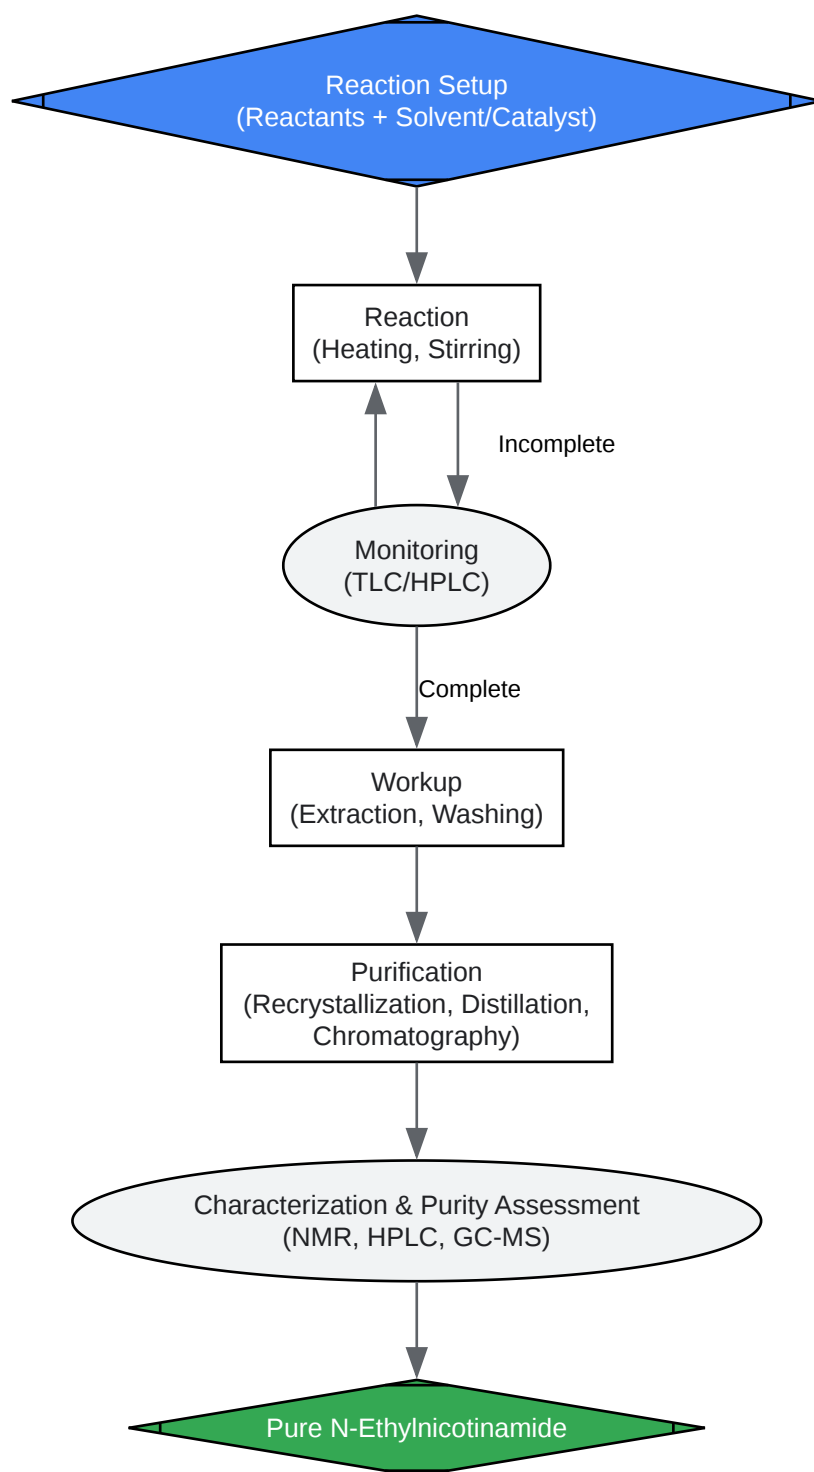 Reaction Setup
(Reactants + Solvent/Catalyst)
Reaction
(Heating, Stirring)
Incomplete
Monitoring
(TLC/HPLC)
Complete
Workup
(Extraction, Washing)
Purification
(Recrystallization, Distillation,
Chromatography)
Characterization & Purity Assessment
(NMR, HPLC, GC-MS)
Pure N-Ethylnicotinamide